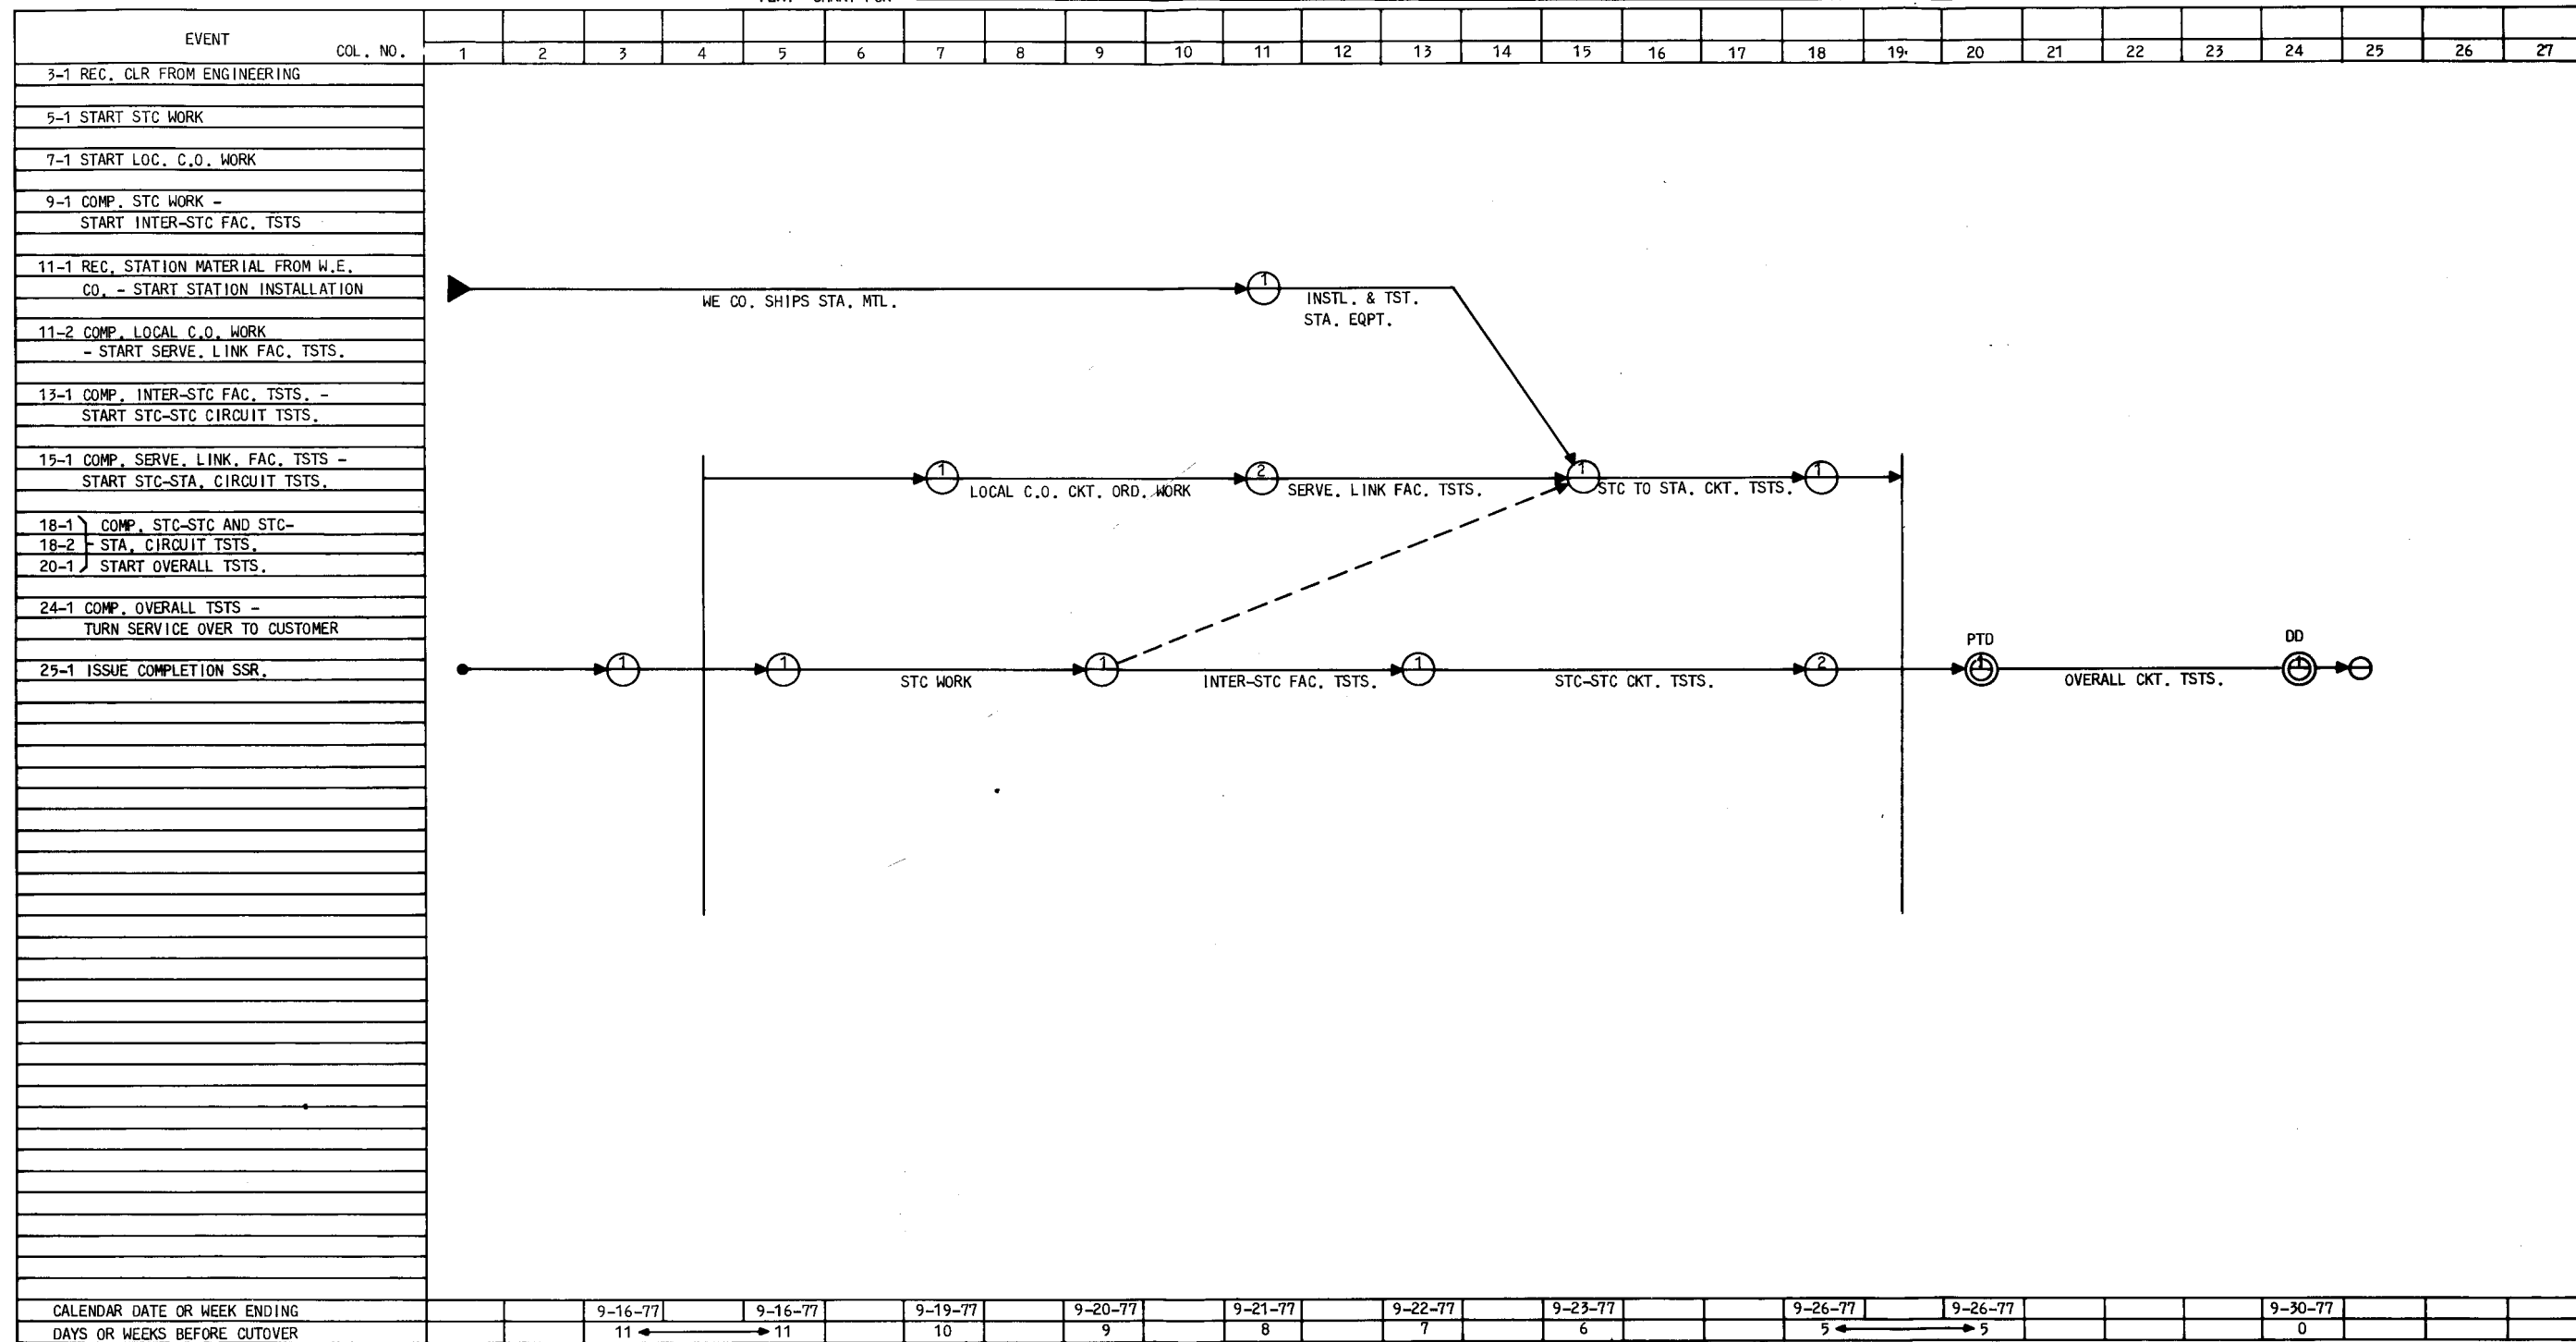 PERT CHART FOR
EVENT
COL. NO. 1 2 3 4 5 6 7 8 9 10 11 12 13 14 15 16 17 18 19 20 21 22 23 24 25 26 27
3-1 REC. CLR FROM ENGINEERING
5-1 START STC WORK
7-1 START LOC. C.O. WORK
9-1 COMP. STC WORK -
START INTER-STC FAC. TSTS
11-1 REC. STATION MATERIAL FROM W.E.
CO. - START STATION INSTALLATION
11-2 COMP. LOCAL C.O. WORK
- START SERVE. LINK FAC. TSTS.
13-1 COMP. INTER-STC FAC. TSTS. -
START STC-STC CIRCUIT TSTS.
15-1 COMP. SERVE. LINK. FAC. TSTS -
START STC-STA. CIRCUIT TSTS.
18-1 COMP. STC-STC AND STC-
18-2 STA. CIRCUIT TSTS.
20-1 START OVERALL TSTS.
24-1 COMP. OVERALL TSTS -
TURN SERVICE OVER TO CUSTOMER
25-1 ISSUE COMPLETION SSR.
1
WE CO. SHIPS STA. MTL.
INSTL. & TST.
STA. EQPT.
1 2 1 1
LOCAL C.O. CKT. ORD. WORK
SERVE. LINK FAC. TSTS.
STC TO STA. CKT. TSTS.
PTD
DD
1 1 1 1 2 1 1
STC WORK
INTER-STC FAC. TSTS.
STC-STC CKT. TSTS.
OVERALL CKT. TSTS.
CALENDAR DATE OR WEEK ENDING 9-16-77 9-16-77 9-19-77 9-20-77 9-21-77 9-22-77 9-23-77 9-26-77 9-26-77 9-30-77
DAYS OR WEEKS BEFORE CUTOVER 11 11 10 9 8 7 6 5 5 0